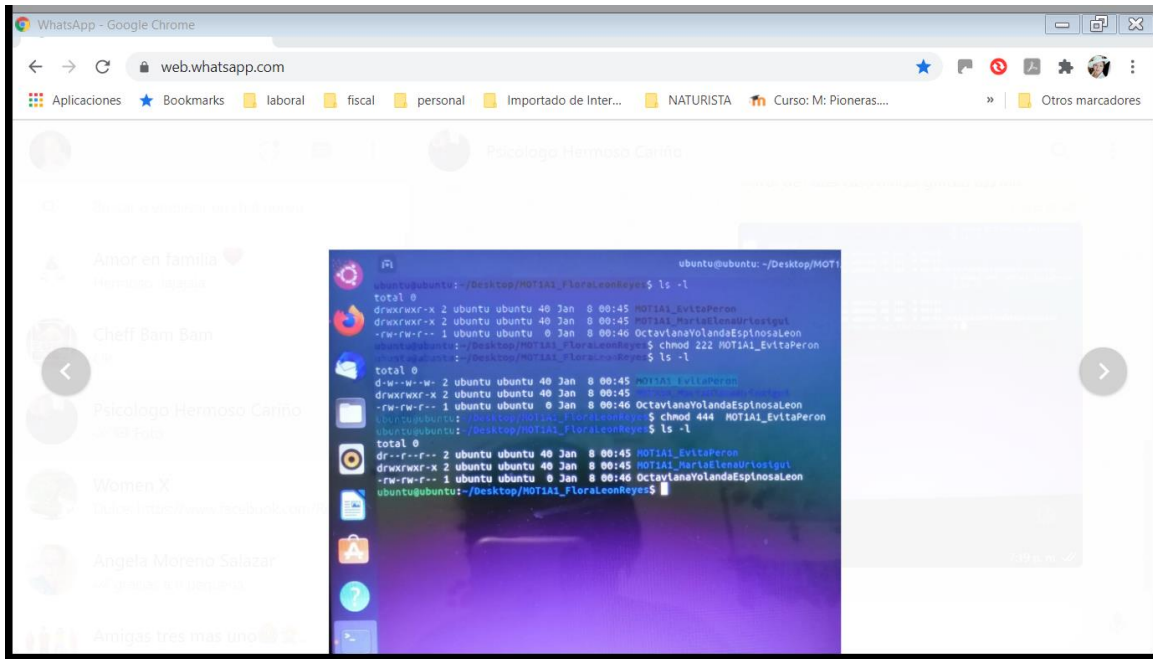 WhatsApp - Google Chrome
web.whatsapp.com
Aplicaciones Bookmarks laboral fiscal personal Importado de Inter... NATURISTA Curso: M: Pioneras.... » Otros marcadores
Psicologo Hermoso Cariño
Amor en familia
Cheff Bam Bam
Psicologo Hermoso Cariño
Women X
Angela Moreno Salazar
Amigas tres mas uno
ubuntu@ubuntu: ~/Desktop/MOT1
ubuntu@ubuntu:~/Desktop/MOT1A1_FloraLeonReyes$ ls -l
total 0
drwxrwxr-x 2 ubuntu ubuntu 40 Jan 8 00:45 MOT1A1_EvitaPeron
drwxrwxr-x 2 ubuntu ubuntu 40 Jan 8 00:45 MOT1A1_MariaElenaUriostigui
-rw-rw-r-- 1 ubuntu ubuntu 0 Jan 8 00:46 OctavianaYolandaEspinosaLeon
ubuntu@ubuntu:~/Desktop/MOT1A1_FloraLeonReyes$ chmod 222 MOT1A1_EvitaPeron
ubuntu@ubuntu:~/Desktop/MOT1A1_FloraLeonReyes$ ls -l
total 0
d-w--w--w- 2 ubuntu ubuntu 40 Jan 8 00:45 MOT1A1_EvitaPeron
drwxrwxr-x 2 ubuntu ubuntu 40 Jan 8 00:45
-rw-rw-r-- 1 ubuntu ubuntu 0 Jan 8 00:46 OctavianaYolandaEspinosaLeon
ubuntu@ubuntu:~/Desktop/MOT1A1_FloraLeonReyes$ chmod 444 MOT1A1_EvitaPeron
ubuntu@ubuntu:~/Desktop/MOT1A1_FloraLeonReyes$ ls -l
total 0
dr--r--r-- 2 ubuntu ubuntu 40 Jan 8 00:45 MOT1A1_EvitaPeron
drwxrwxr-x 2 ubuntu ubuntu 40 Jan 8 00:45 MOT1A1_MariaElenaUriostigui
-rw-rw-r-- 1 ubuntu ubuntu 0 Jan 8 00:46 OctavianaYolandaEspinosaLeon
ubuntu@ubuntu:~/Desktop/MOT1A1_FloraLeonReyes$